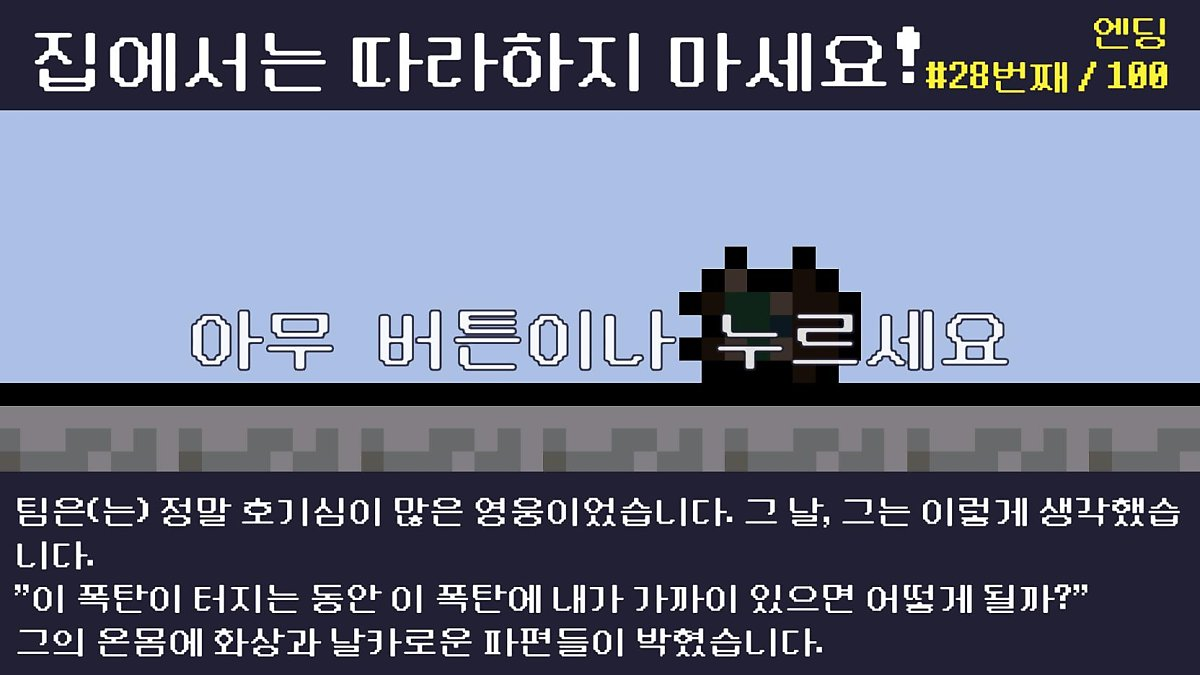 집에서는 따라하지 마세요!
엔딩
#28번째 / 100
아무 버튼이나 누르세요
팀은(는) 정말 호기심이 많은 영웅이었습니다. 그 날, 그는 이렇게 생각했습
니다.
"이 폭탄이 터지는 동안 이 폭탄에 내가 가까이 있으면 어떻게 될까?"
그의 온몸에 화상과 날카로운 파편들이 박혔습니다.